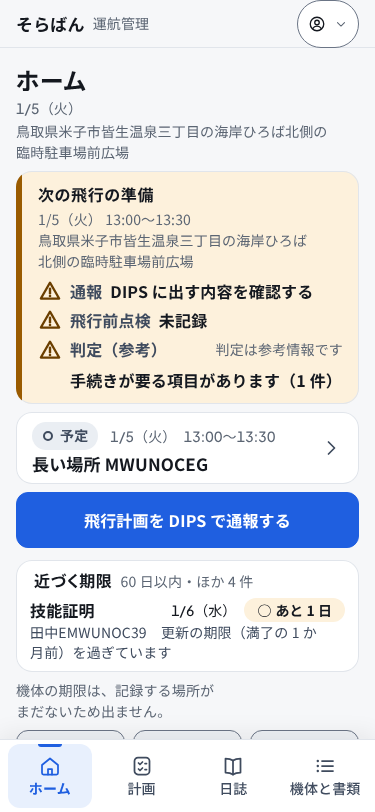 そらばん 運航管理
ホーム
1/5（火）
鳥取県米子市皆生温泉三丁目の海岸ひろば北側の
臨時駐車場前広場
次の飛行の準備
1/5（火） 13:00〜13:30
鳥取県米子市皆生温泉三丁目の海岸ひろば
北側の臨時駐車場前広場
通報 DIPS に出す内容を確認する
飛行前点検 未記録
判定（参考） 判定は参考情報です
手続きが要る項目があります（1 件）
予定 1/5（火） 13:00〜13:30
長い場所 MWUNOCEG
飛行計画を DIPS で通報する
近づく期限 60 日以内・ほか 4 件
技能証明 1/6（水） あと 1 日
田中EMWUNOC39 更新の期限（満了の 1 か
月前）を過ぎています
機体の期限は、記録する場所が
まだないため出ません。
ホーム 計画 日誌 機体と書類